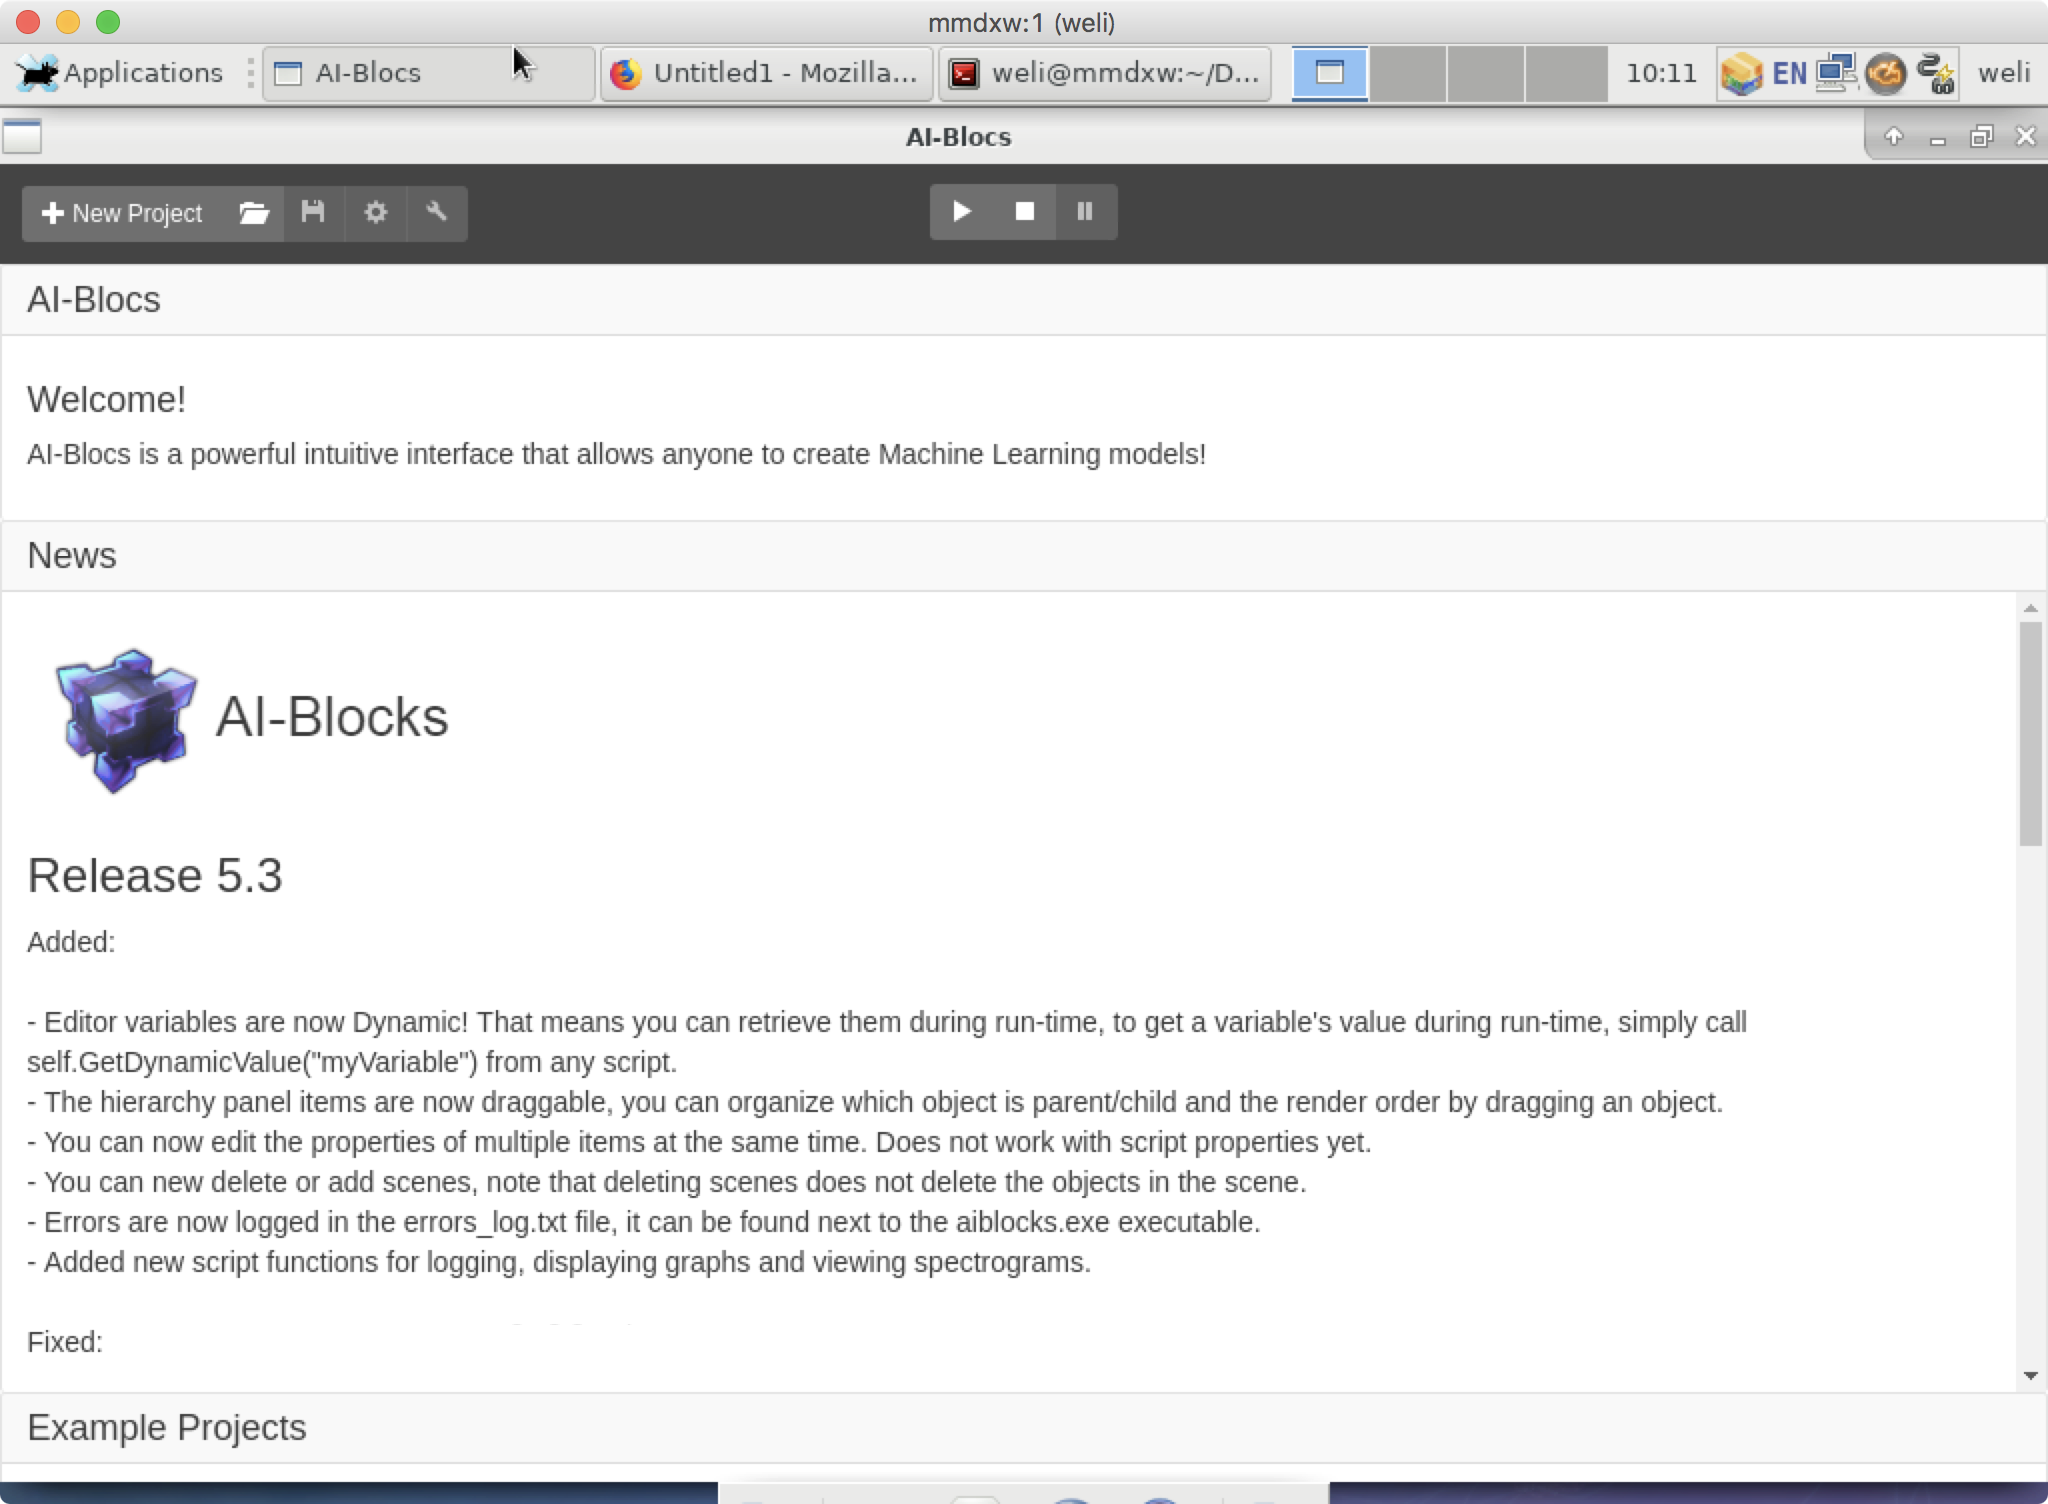 mmdxw:1 (weli)
Applications
AI-Blocs
Untitled1 - Mozilla...
weli@mmdxw:~/D...
10:11
EN
weli
AI-Blocs
New Project
AI-Blocs
Welcome!
AI-Blocs is a powerful intuitive interface that allows anyone to create Machine Learning models!
News
AI-Blocks
Release 5.3
Added:
- Editor variables are now Dynamic! That means you can retrieve them during run-time, to get a variable's value during run-time, simply call
self.GetDynamicValue("myVariable") from any script.
- The hierarchy panel items are now draggable, you can organize which object is parent/child and the render order by dragging an object.
- You can now edit the properties of multiple items at the same time. Does not work with script properties yet.
- You can new delete or add scenes, note that deleting scenes does not delete the objects in the scene.
- Errors are now logged in the errors_log.txt file, it can be found next to the aiblocks.exe executable.
- Added new script functions for logging, displaying graphs and viewing spectrograms.
Fixed:
Example Projects